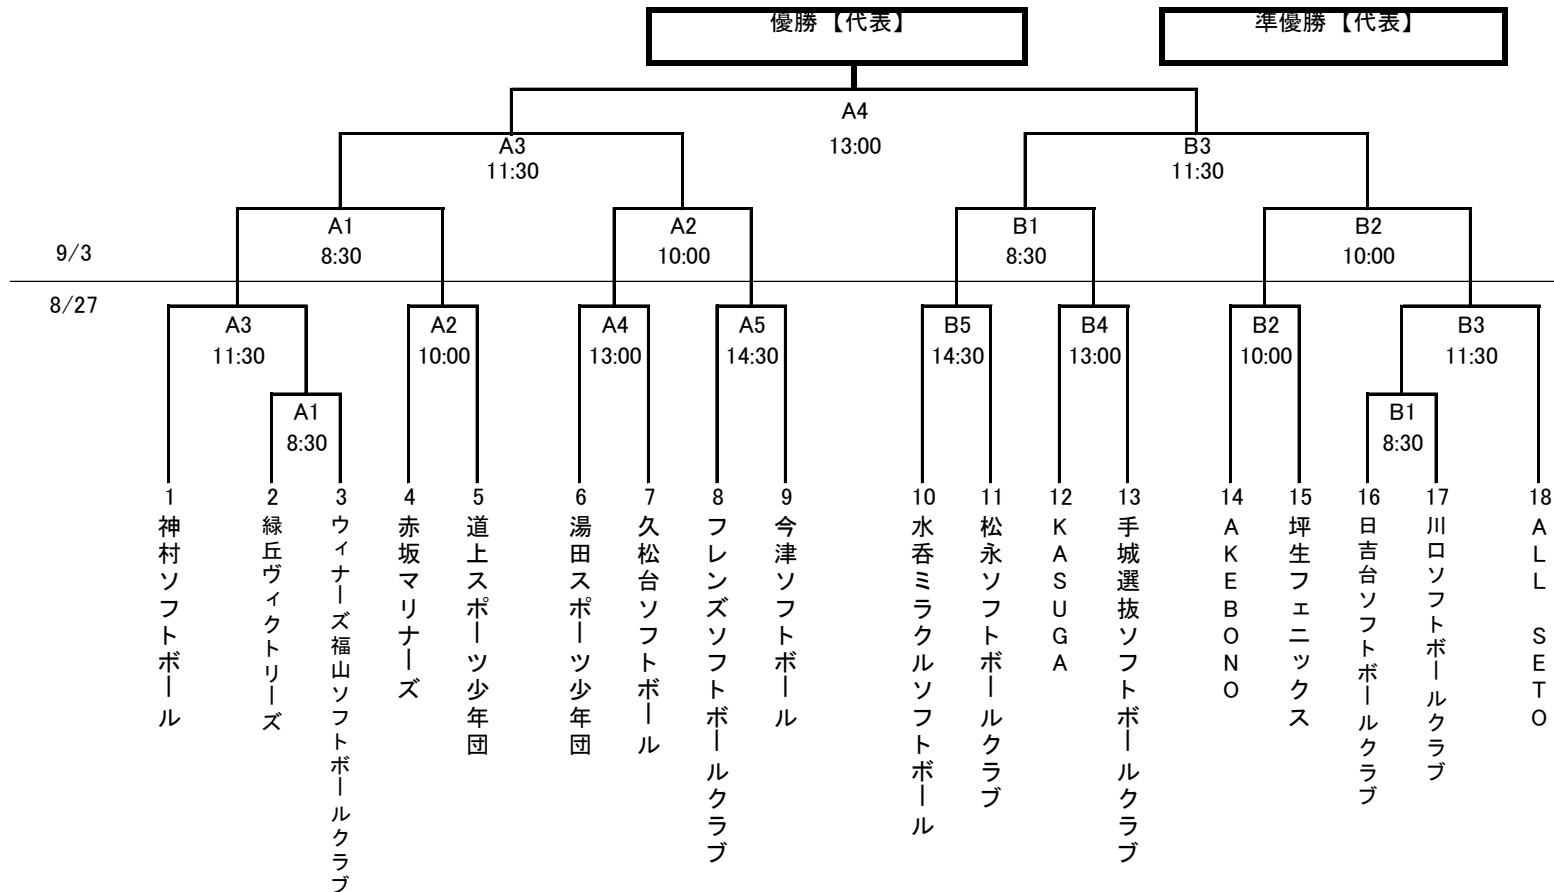 優勝【代表】
準優勝【代表】
A4
13:00
A3
11:30
B3
11:30
A1
8:30
A2
10:00
B1
8:30
B2
10:00
9/3
8/27
A3
11:30
A2
10:00
A4
13:00
A5
14:30
B5
14:30
B4
13:00
B2
10:00
B3
11:30
A1
8:30
B1
8:30
1
神村ソフトボール
2
緑丘ヴィクトリーズ
3
ウィナーズ福山ソフトボールクラブ
4
赤坂マリナーズ
5
道上スポーツ少年団
6
湯田スポーツ少年団
7
久松台ソフトボール
8
フレンズソフトボールクラブ
9
今津ソフトボール
10
水呑ミラクルソフトボール
11
松永ソフトボールクラブ
12
KASUGA
13
手城選抜ソフトボールクラブ
14
AKEBONO
15
坪生フェニックス
16
日吉台ソフトボールクラブ
17
川口ソフトボールクラブ
18
ALL SETO